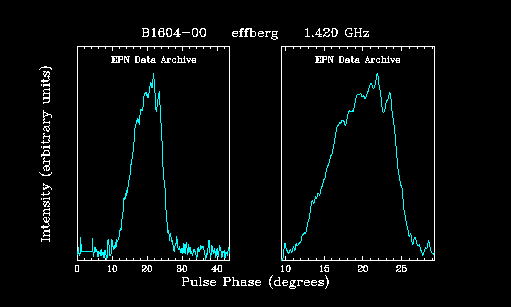 B1604-00 effberg 1.420 GHz
EPN Data Archive EPN Data Archive
Intensity (arbitrary units)
0 10 20 30 40 10 15 20 25
Pulse Phase (degrees)